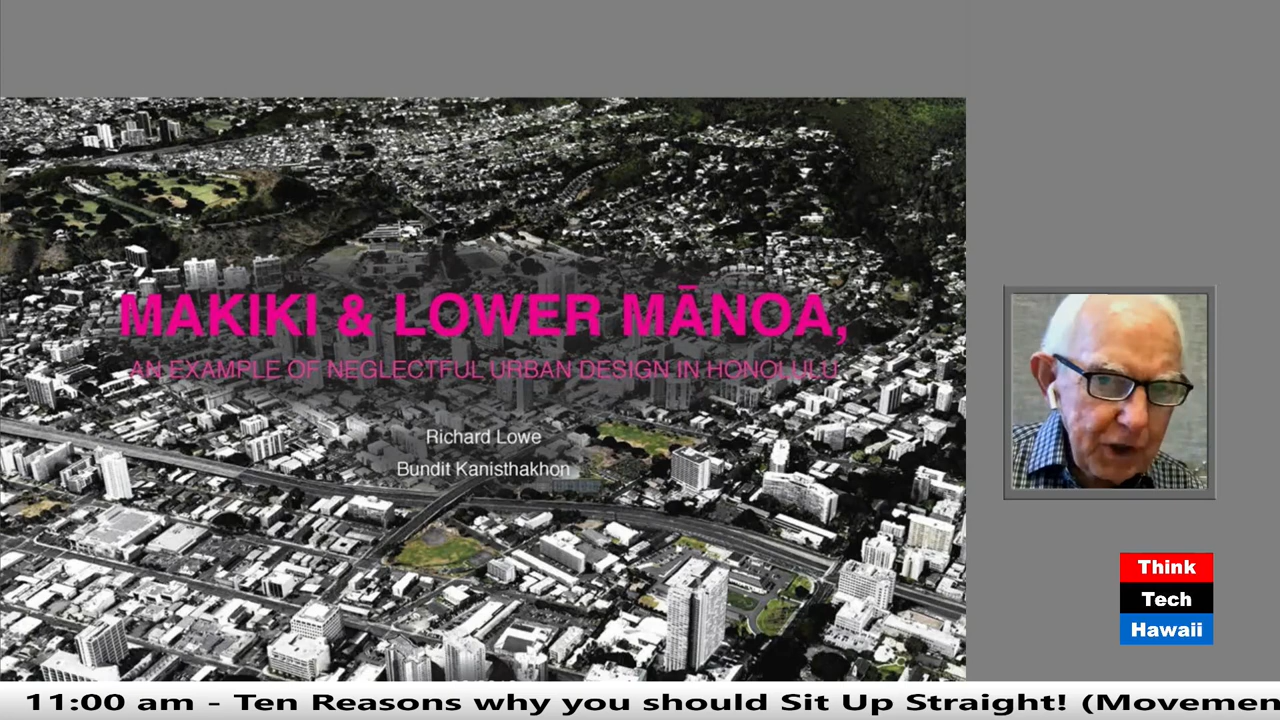 MAKIKI & LOWER MĀNOA,
AN EXAMPLE OF NEGLECTFUL URBAN DESIGN IN HONOLULU
Richard Lowe
Bundit Kanisthakhon
Think
Tech
Hawaii
11:00 am - Ten Reasons why you should Sit Up Straight! (Movemen